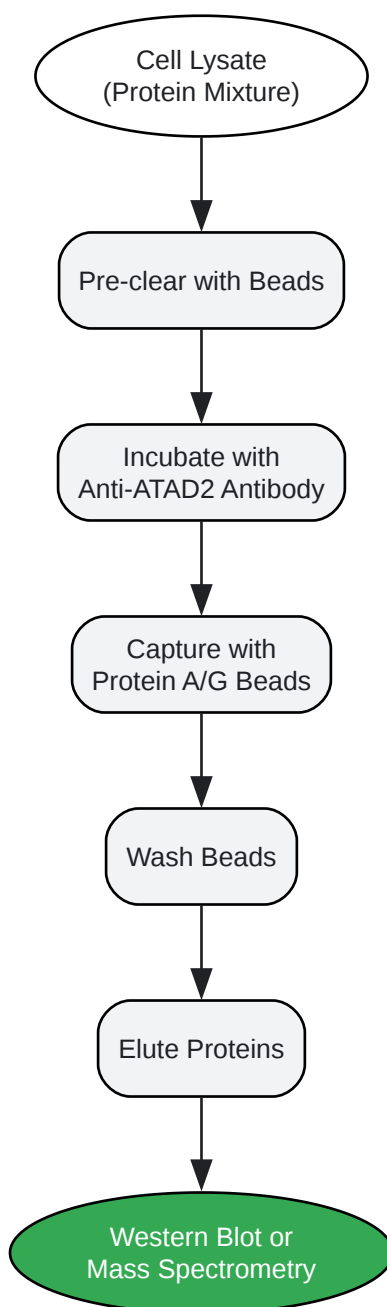 Cell Lysate
(Protein Mixture)
Pre-clear with Beads
Incubate with
Anti-ATAD2 Antibody
Capture with
Protein A/G Beads
Wash Beads
Elute Proteins
Western Blot or
Mass Spectrometry